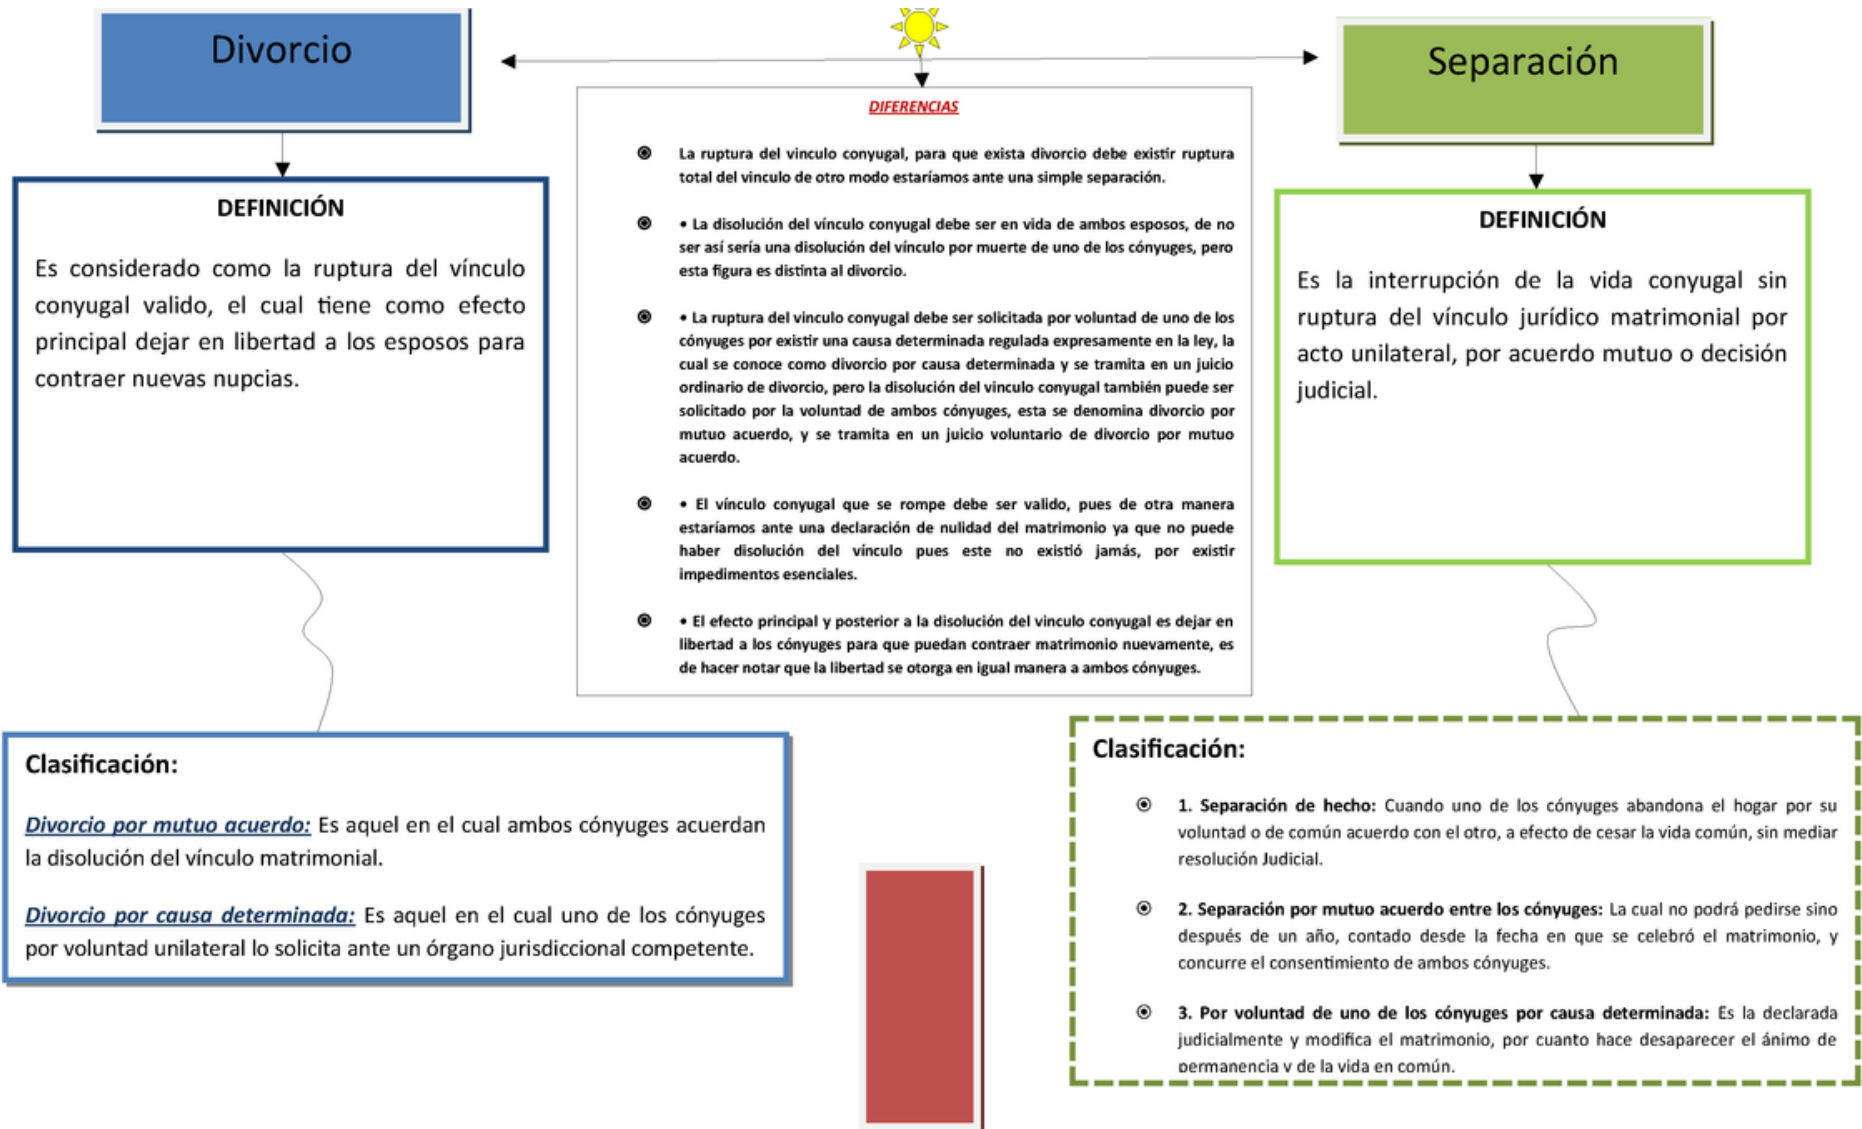 Divorcio
Separación
DEFINICIÓN
Es considerado como la ruptura del vínculo
conyugal valido, el cual tiene como efecto
principal dejar en libertad a los esposos para
contraer nuevas nupcias.
DIFERENCIAS
La ruptura del vinculo conyugal, para que exista divorcio debe existir ruptura
total del vinculo de otro modo estaríamos ante una simple separación.
• La disolución del vínculo conyugal debe ser en vida de ambos esposos, de no
ser así sería una disolución del vínculo por muerte de uno de los cónyuges, pero
esta figura es distinta al divorcio.
• La ruptura del vinculo conyugal debe ser solicitada por voluntad de uno de los
cónyuges por existir una causa determinada regulada expresamente en la ley, la
cual se conoce como divorcio por causa determinada y se tramita en un juicio
ordinario de divorcio, pero la disolución del vinculo conyugal también puede ser
solicitado por la voluntad de ambos cónyuges, esta se denomina divorcio por
mutuo acuerdo, y se tramita en un juicio voluntario de divorcio por mutuo
acuerdo.
• El vínculo conyugal que se rompe debe ser valido, pues de otra manera
estaríamos ante una declaración de nulidad del matrimonio ya que no puede
haber disolución del vínculo pues este no existió jamás, por existir
impedimentos esenciales.
• El efecto principal y posterior a la disolución del vinculo conyugal es dejar en
libertad a los cónyuges para que puedan contraer matrimonio nuevamente, es
de hacer notar que la libertad se otorga en igual manera a ambos cónyuges.
DEFINICIÓN
Es la interrupción de la vida conyugal sin
ruptura del vínculo jurídico matrimonial por
acto unilateral, por acuerdo mutuo o decisión
judicial.
Clasificación:
Divorcio por mutuo acuerdo: Es aquel en el cual ambos cónyuges acuerdan
la disolución del vínculo matrimonial.
Divorcio por causa determinada: Es aquel en el cual uno de los cónyuges
por voluntad unilateral lo solicita ante un órgano jurisdiccional competente.
Clasificación:
1. Separación de hecho: Cuando uno de los cónyuges abandona el hogar por su
voluntad o de común acuerdo con el otro, a efecto de cesar la vida común, sin mediar
resolución Judicial.
2. Separación por mutuo acuerdo entre los cónyuges: La cual no podrá pedirse sino
después de un año, contado desde la fecha en que se celebró el matrimonio, y
concurre el consentimiento de ambos cónyuges.
3. Por voluntad de uno de los cónyuges por causa determinada: Es la declarada
judicialmente y modifica el matrimonio, por cuanto hace desaparecer el ánimo de
permanencia y de la vida en común.